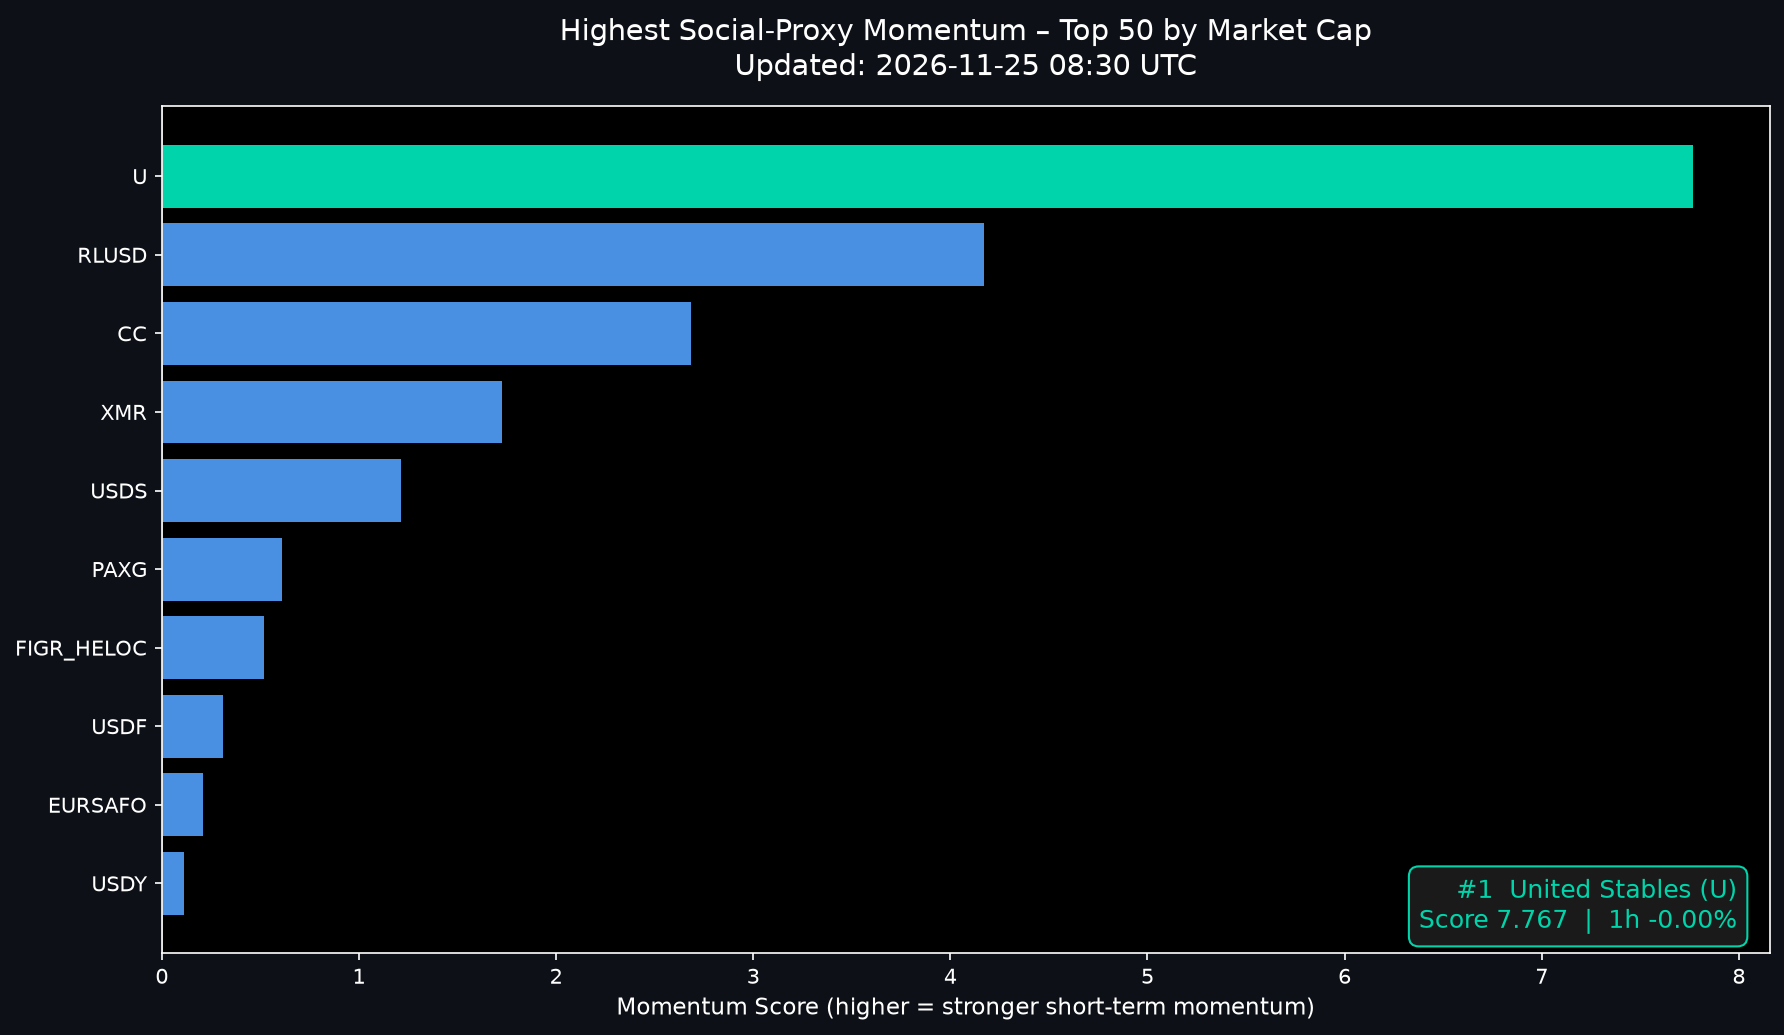 Highest Social-Proxy Momentum – Top 50 by Market Cap
Updated: 2026-11-25 08:30 UTC
U
RLUSD
CC
XMR
USDS
PAXG
FIGR_HELOC
USDF
EURSAFO
USDY
#1  United Stables (U)
Score 7.767  |  1h -0.00%
0 1 2 3 4 5 6 7 8
Momentum Score (higher = stronger short-term momentum)